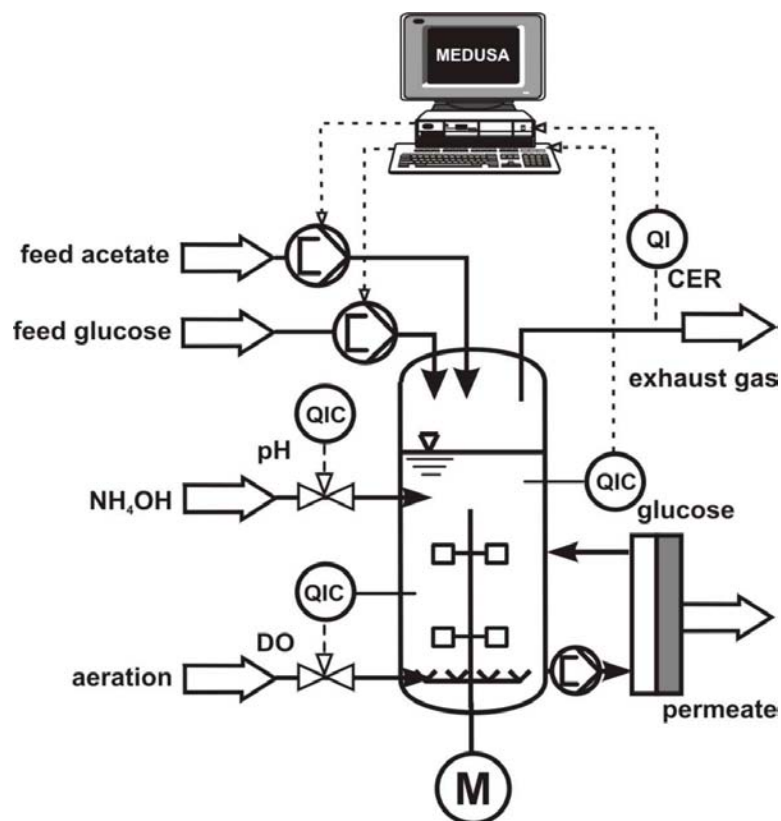 MEDUSA
feed acetate
QI
CER
feed glucose
exhaust gas
QIC
pH
QIC
NH₄OH
glucose
QIC
DO
aeration
permeate
M